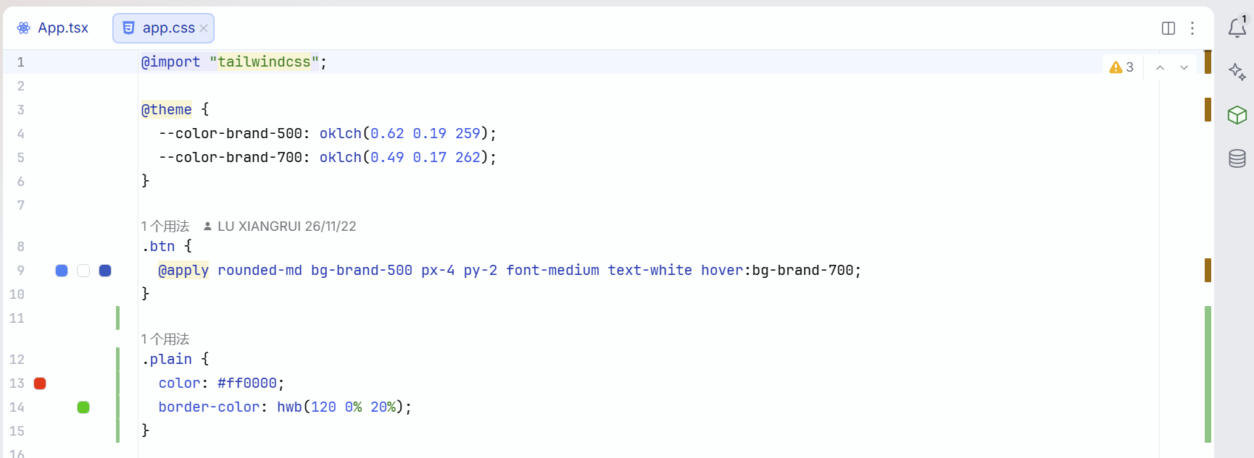 App.tsx
app.css
1
3
1 @import "tailwindcss";
2
3 @theme {
4 --color-brand-500: oklch(0.62 0.19 259);
5 --color-brand-700: oklch(0.49 0.17 262);
6 }
7
1 个用法 LU XIANGRUI 26/11/22
8 .btn {
9 @apply rounded-md bg-brand-500 px-4 py-2 font-medium text-white hover:bg-brand-700;
10 }
11
1 个用法
12 .plain {
13 color: #ff0000;
14 border-color: hwb(120 0% 20%);
15 }
16